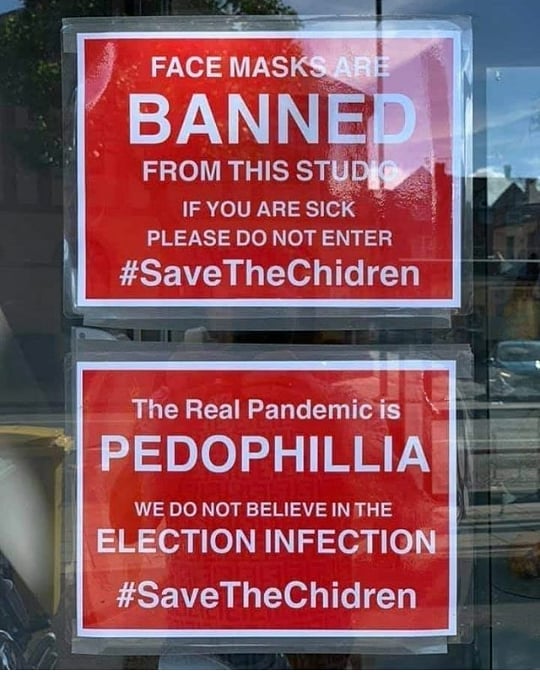 FACE MASKS ARE
BANNED
FROM THIS STUDIO
IF YOU ARE SICK
PLEASE DO NOT ENTER
#SaveTheChidren
The Real Pandemic is
PEDOPHILLIA
WE DO NOT BELIEVE IN THE
ELECTION INFECTION
#SaveTheChidren